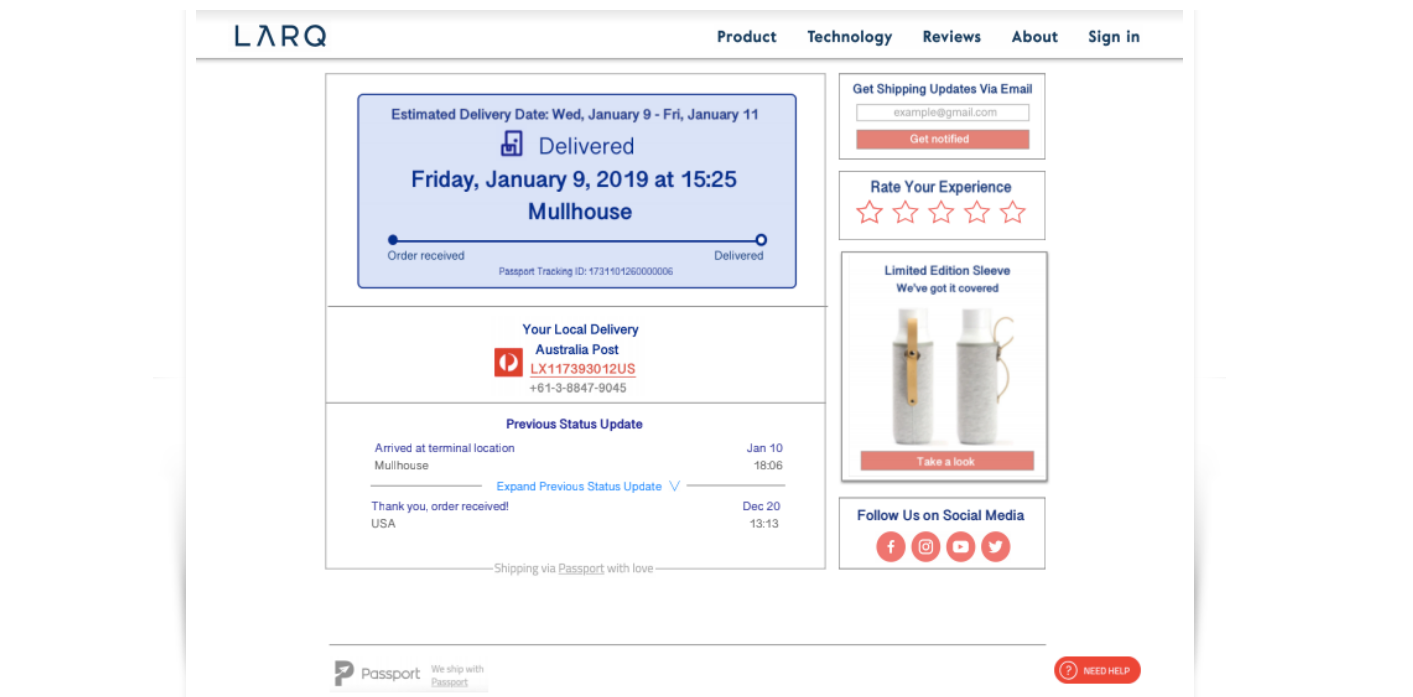 LARQ
Product Technology Reviews About Sign in
Estimated Delivery Date: Wed, January 9 - Fri, January 11
Delivered
Friday, January 9, 2019 at 15:25
Mullhouse
Order received Delivered
Passport Tracking ID: 1731101260000006
Your Local Delivery
Australia Post
LX117393012US
+61-3-8847-9045
Previous Status Update
Arrived at terminal location Jan 10
Mullhouse 18:06
Expand Previous Status Update
Thank you, order received! Dec 20
USA 13:13
Shipping via Passport with love
Get Shipping Updates Via Email
example@gmail.com
Get notified
Rate Your Experience
Limited Edition Sleeve
We've got it covered
Take a look
Follow Us on Social Media
Passport
We ship with
Passport
? NEED HELP